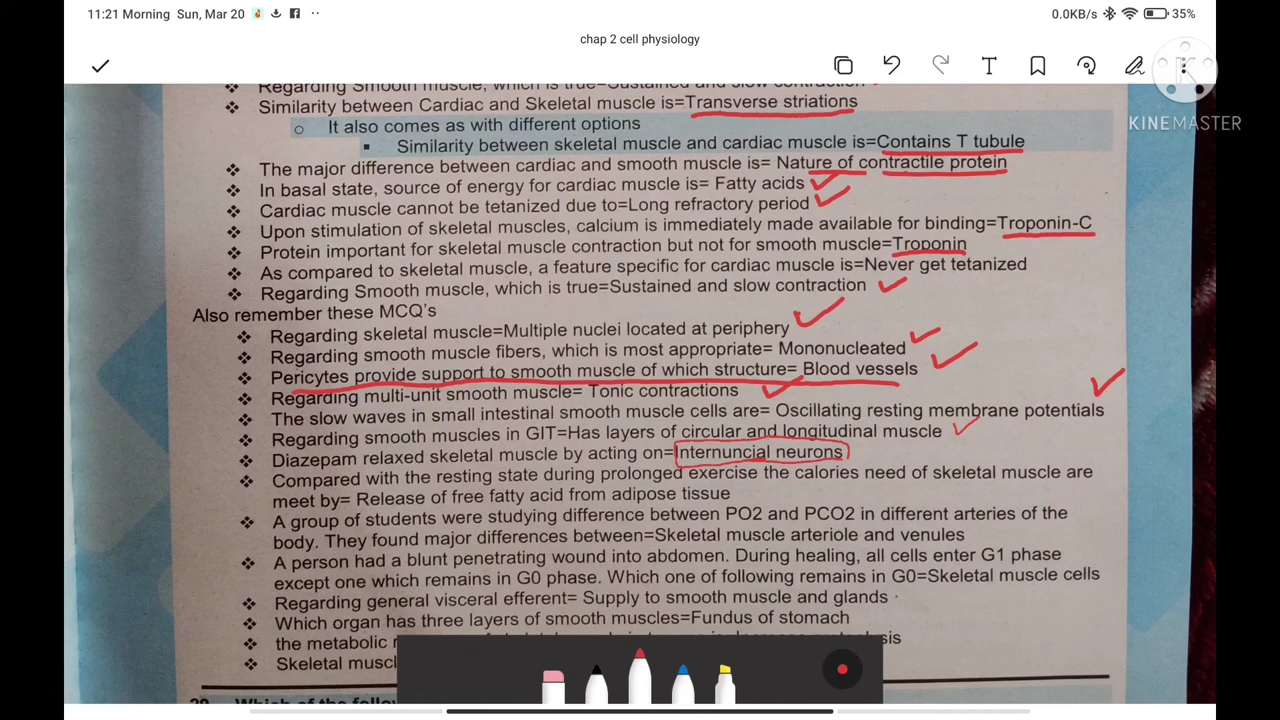 11:21 Morning Sun, Mar 20
0.0KB/s 35%
chap 2 cell physiology
T
KINEMASTER
Regarding Smooth muscle, which is true=Sustained and slow contraction
Similarity between Cardiac and Skeletal muscle is=Transverse striations
It also comes as with different options
Similarity between skeletal muscle and cardiac muscle is=Contains T tubule
The major difference between cardiac and smooth muscle is= Nature of contractile protein
In basal state, source of energy for cardiac muscle is= Fatty acids
Cardiac muscle cannot be tetanized due to=Long refractory period
Upon stimulation of skeletal muscles, calcium is immediately made available for binding=Troponin-C
Protein important for skeletal muscle contraction but not for smooth muscle=Troponin
As compared to skeletal muscle, a feature specific for cardiac muscle is=Never get tetanized
Regarding Smooth muscle, which is true=Sustained and slow contraction
Also remember these MCQ's
Regarding skeletal muscle=Multiple nuclei located at periphery
Regarding smooth muscle fibers, which is most appropriate= Mononucleated
Pericytes provide support to smooth muscle of which structure= Blood vessels
Regarding multi-unit smooth muscle= Tonic contractions
The slow waves in small intestinal smooth muscle cells are= Oscillating resting membrane potentials
Regarding smooth muscles in GIT=Has layers of circular and longitudinal muscle
Diazepam relaxed skeletal muscle by acting on=Internuncial neurons
Compared with the resting state during prolonged exercise the calories need of skeletal muscle are
meet by= Release of free fatty acid from adipose tissue
A group of students were studying difference between PO2 and PCO2 in different arteries of the
body. They found major differences between=Skeletal muscle arteriole and venules
A person had a blunt penetrating wound into abdomen. During healing, all cells enter G1 phase
except one which remains in G0 phase. Which one of following remains in G0=Skeletal muscle cells
Regarding general visceral efferent= Supply to smooth muscle and glands
Which organ has three layers of smooth muscles=Fundus of stomach
the metabolic
Skeletal muscl
Which of the follow